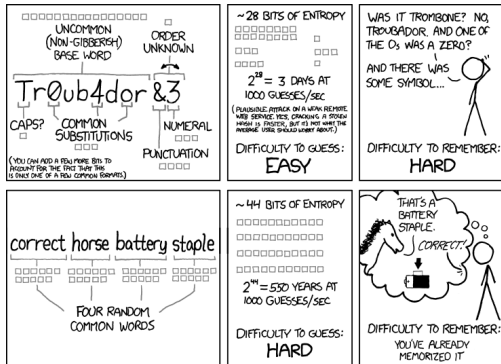 UNCOMMON
(NON-GIBBERISH)
BASE WORD
ORDER
UNKNOWN
Tr0ub4dor &3
CAPS?
COMMON
SUBSTITUTIONS
NUMERAL
PUNCTUATION
(YOU CAN ADD A FEW MORE BITS TO
ACCOUNT FOR THE FACT THAT THIS
IS ONLY ONE OF A FEW COMMON FORMATS.)
~28 BITS OF ENTROPY
2^28 = 3 DAYS AT
1000 GUESSES/SEC
(PLAUSIBLE ATTACK ON A WEAK REMOTE
WEB SERVICE. YES, CRACKING A STOLEN
HASH IS FASTER, BUT IT'S NOT WHAT THE
AVERAGE USER SHOULD WORRY ABOUT.)
DIFFICULTY TO GUESS:
EASY
WAS IT TROMBONE? NO,
TROUBADOR. AND ONE OF
THE Os WAS A ZERO?
AND THERE WAS
SOME SYMBOL...
DIFFICULTY TO REMEMBER:
HARD
correct horse battery staple
FOUR RANDOM
COMMON WORDS
~44 BITS OF ENTROPY
2^44 = 550 YEARS AT
1000 GUESSES/SEC
DIFFICULTY TO GUESS:
HARD
THAT'S A
BATTERY
STAPLE.
CORRECT!
DIFFICULTY TO REMEMBER:
YOU'VE ALREADY
MEMORIZED IT